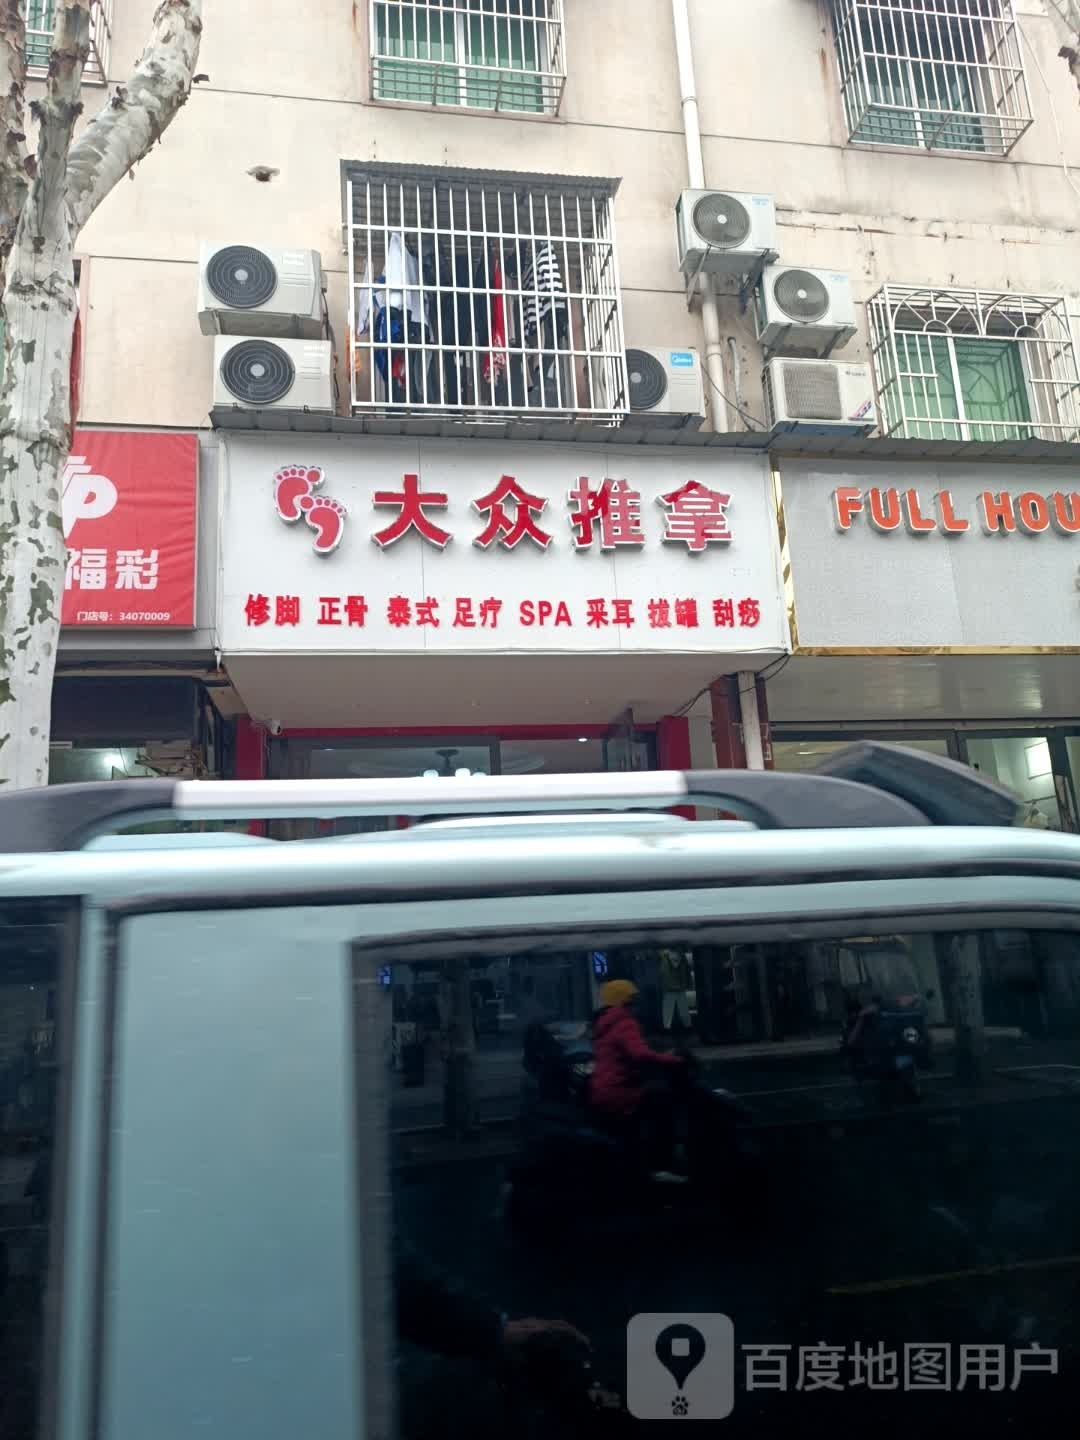 大众推拿
修脚 正骨 泰式 足疗 SPA 采耳 拔罐 刮痧
福彩
门店号：34070009
FULL HOU
Midea
百度地图用户